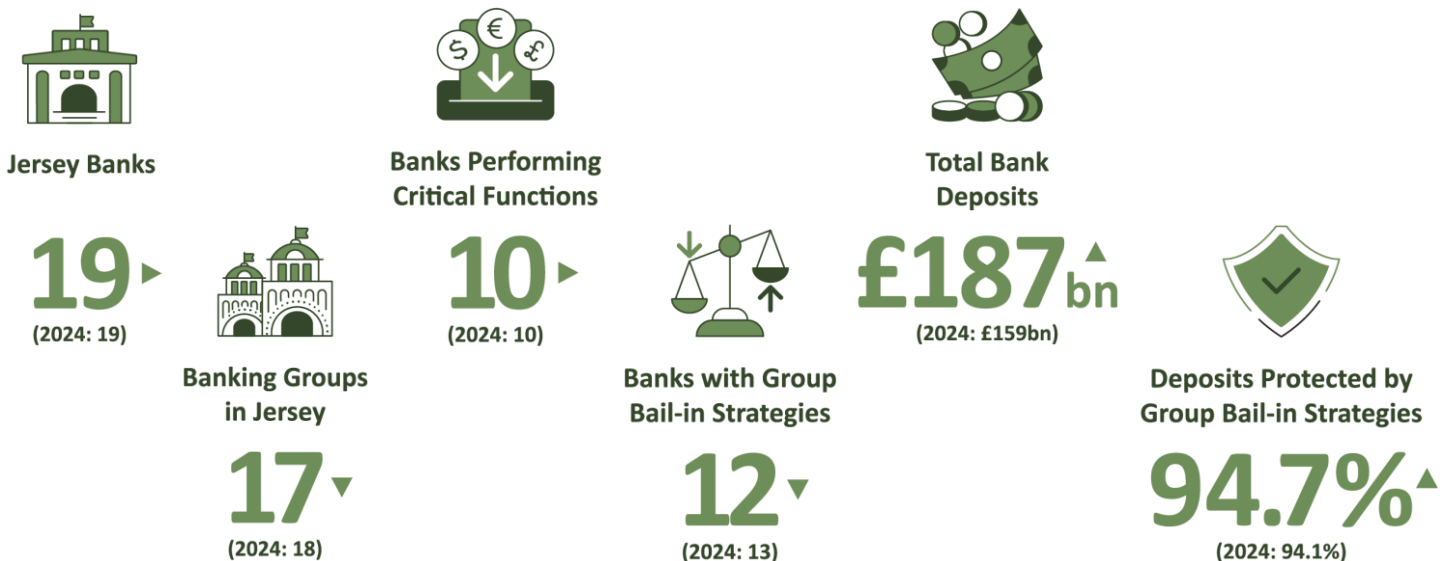 $
€
£
Jersey Banks
19
(2024: 19)
Banking Groups
in Jersey
17
(2024: 18)
Banks Performing
Critical Functions
10
(2024: 10)
Banks with Group
Bail-in Strategies
12
(2024: 13)
Total Bank
Deposits
£187bn
(2024: £159bn)
Deposits Protected by
Group Bail-in Strategies
94.7%
(2024: 94.1%)